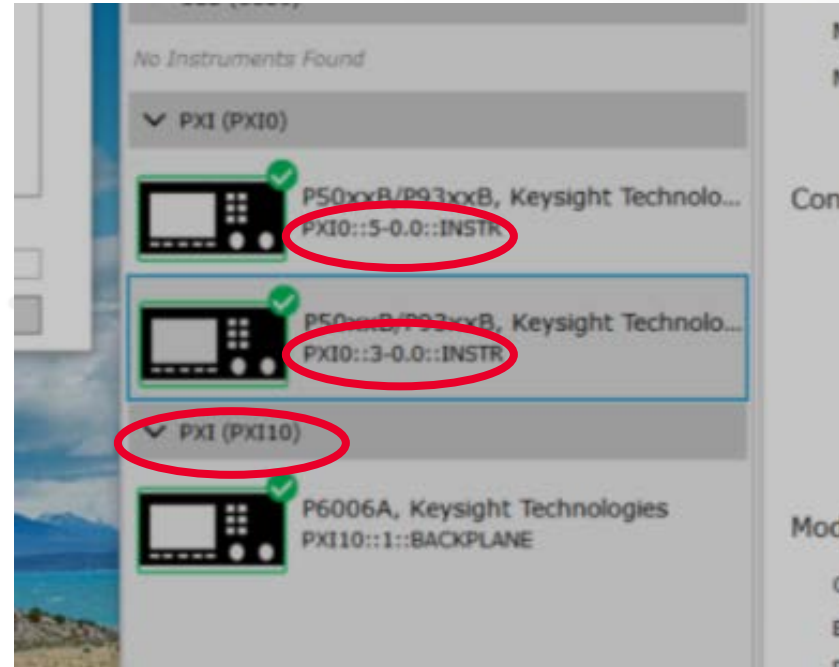 No Instruments Found
PXI (PXI0)
P50xxB/P93xxB, Keysight Technolo...
PXI0::5-0.0::INSTR
P50xxB/P93xxB, Keysight Technolo...
PXI0::3-0.0::INSTR
Con
PXI (PXI10)
P6006A, Keysight Technologies
PXI10::1::BACKPLANE
Mod